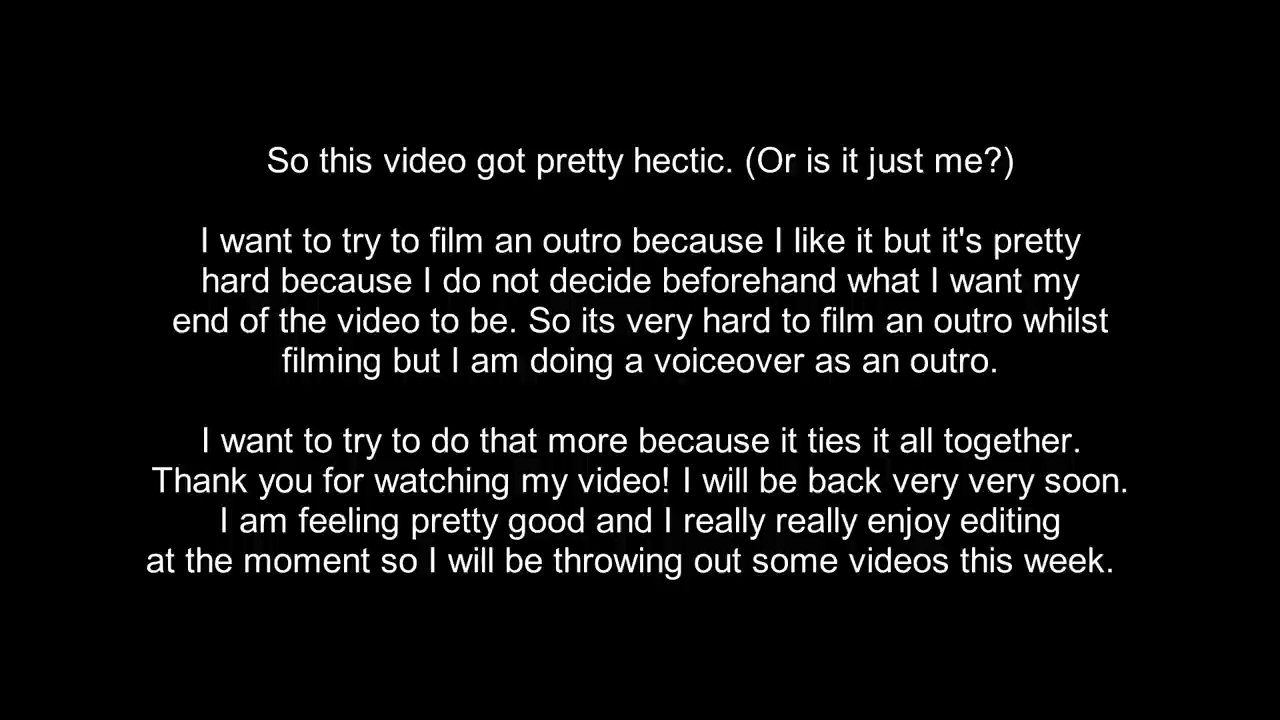 So this video got pretty hectic. (Or is it just me?)
I want to try to film an outro because I like it but it's pretty
hard because I do not decide beforehand what I want my
end of the video to be. So its very hard to film an outro whilst
filming but I am doing a voiceover as an outro.
I want to try to do that more because it ties it all together.
Thank you for watching my video! I will be back very very soon.
I am feeling pretty good and I really really enjoy editing
at the moment so I will be throwing out some videos this week.